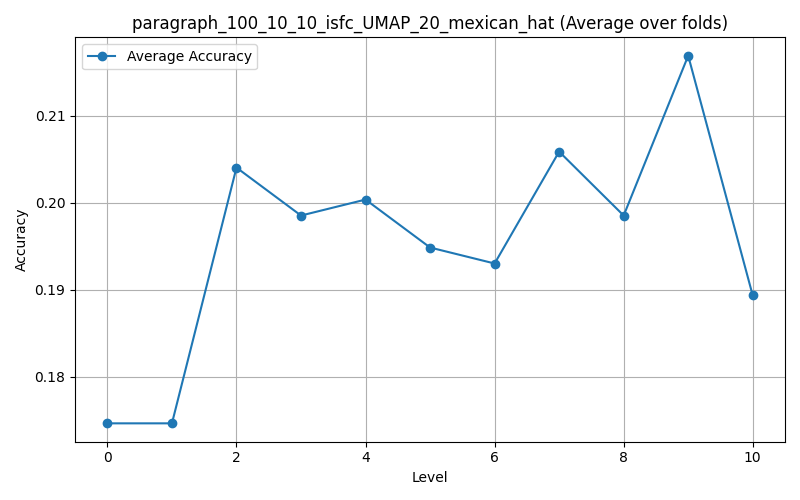 paragraph_100_10_10_isfc_UMAP_20_mexican_hat (Average over folds)
Average Accuracy
0.21
0.20
0.19
0.18
Accuracy
0 2 4 6 8 10
Level